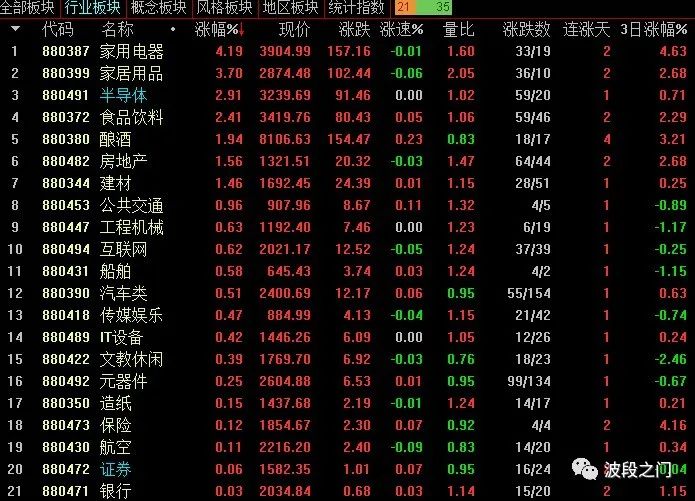 全部板块 行业板块 概念板块 风格板块 地区板块 统计指数 21 35
代码 名称 涨幅%↓ 现价 涨跌 涨速% 量比 涨跌数 连涨天 3日涨幅%
1 880387 家用电器 4.19 3904.99 157.16 -0.01 1.60 33/19 2 4.63
2 880399 家居用品 3.70 2874.48 102.44 -0.06 2.05 36/10 2 2.68
3 880491 半导体 2.91 3239.69 91.46 0.00 1.02 59/20 1 0.71
4 880372 食品饮料 2.41 3419.76 80.43 0.05 1.06 59/46 2 2.29
5 880380 酿酒 1.94 8106.63 154.47 0.23 0.83 18/17 4 3.21
6 880482 房地产 1.56 1321.51 20.32 -0.03 1.47 64/44 2 2.68
7 880344 建材 1.46 1692.45 24.39 0.01 1.15 28/51 1 0.25
8 880453 公共交通 0.96 907.96 8.67 0.11 1.32 4/5 1 -0.89
9 880447 工程机械 0.63 1192.40 7.46 0.00 1.23 6/19 1 -1.17
10 880494 互联网 0.62 2021.17 12.52 -0.05 1.24 37/39 1 -0.25
11 880431 船舶 0.58 645.43 3.74 0.03 1.24 4/2 1 -1.15
12 880390 汽车类 0.51 2400.69 12.17 0.06 0.95 55/154 1 0.63
13 880418 传媒娱乐 0.47 884.99 4.13 -0.04 1.15 21/42 1 -0.74
14 880489 IT设备 0.42 1446.26 6.09 0.00 1.05 12/26 1 0.24
15 880422 文教休闲 0.39 1769.70 6.92 -0.03 0.76 18/23 1 -2.46
16 880492 元器件 0.25 2604.88 6.53 0.01 0.95 99/134 1 -0.67
17 880350 造纸 0.15 1437.68 2.19 -0.01 1.24 14/17 1 0.21
18 880473 保险 0.12 1854.67 2.30 0.07 0.92 4/4 2 4.16
19 880430 航空 0.11 2216.20 2.40 -0.09 0.83 14/20 1 0.34
20 880472 证券 0.06 1582.35 1.01 0.07 0.95 16/24 0.04
21 880471 银行 0.03 2034.84 0.68 0.03 1.14 15/20 2 1.15
波段之问